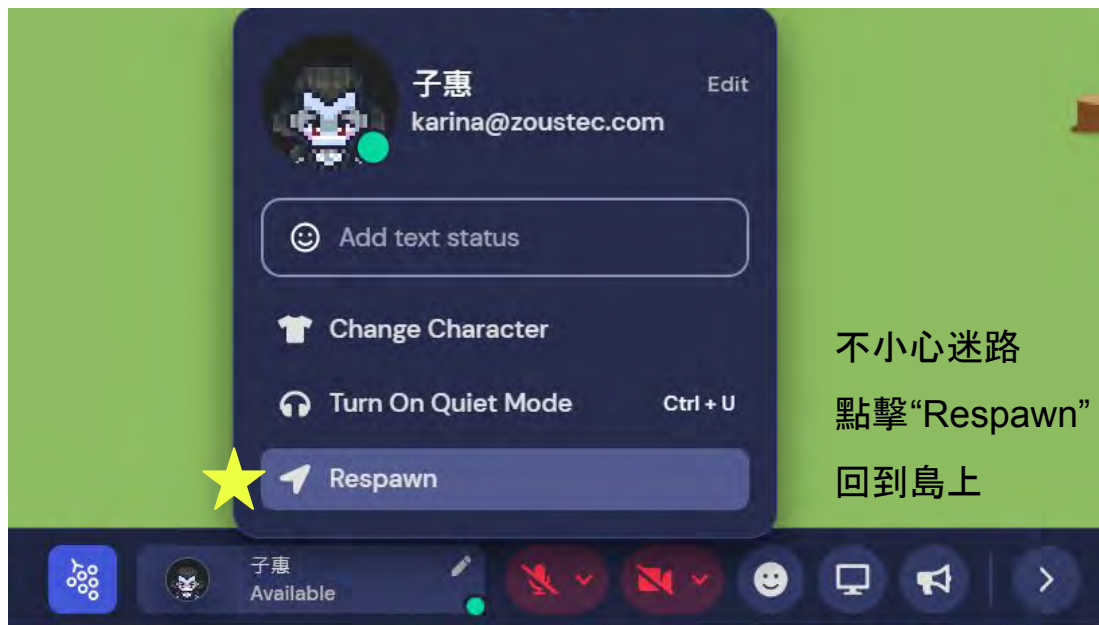 子惠
Edit
karina@zoustec.com
Add text status
Change Character
Turn On Quiet Mode
Ctrl + U
Respawn
不小心迷路
點擊“Respawn”
回到島上
子惠
Available